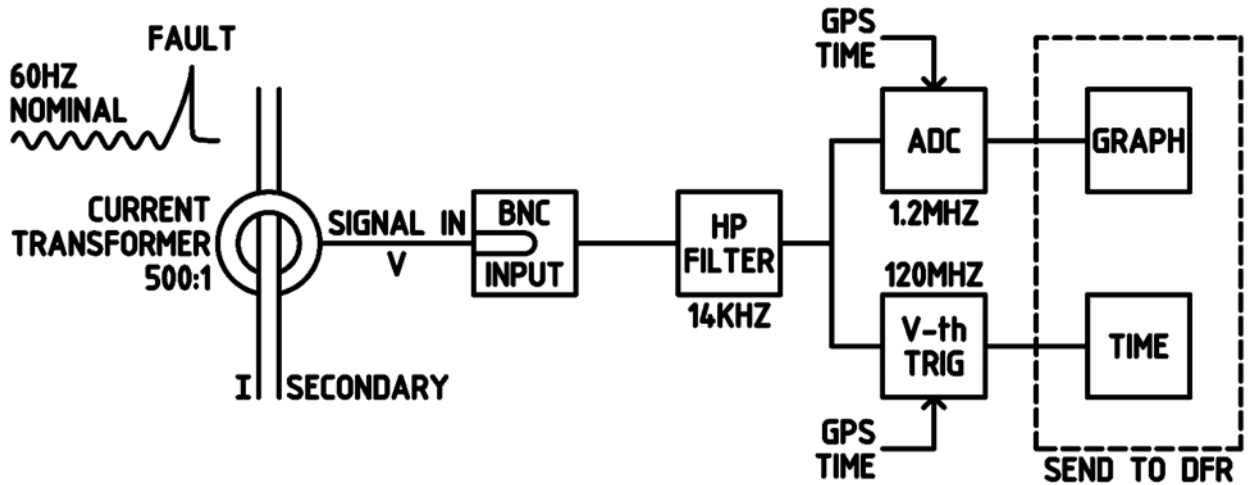 FAULT
60HZ
NOMINAL
CURRENT
TRANSFORMER
500:1
I SECONDARY
SIGNAL IN
V
BNC
INPUT
HP
FILTER
14KHZ
GPS
TIME
ADC
1.2MHZ
GRAPH
120MHZ
V-th
TRIG
TIME
GPS
TIME
SEND TO DFR